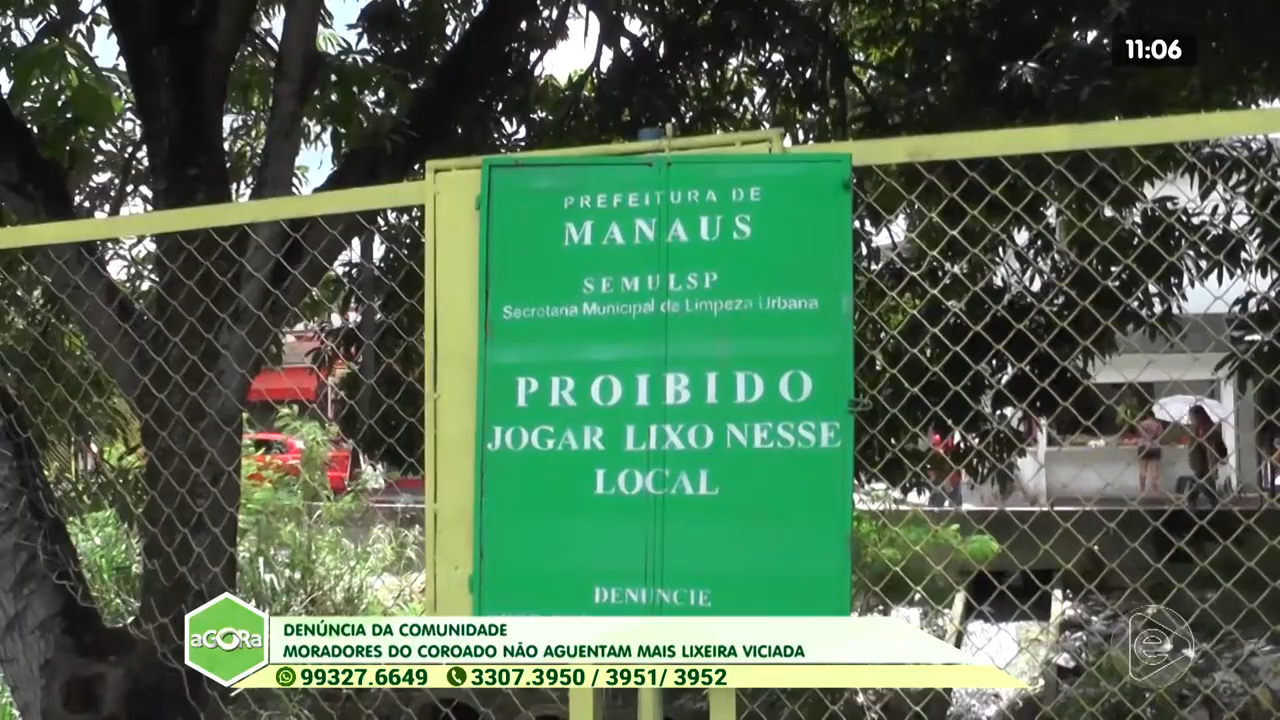 11:06
PREFEITURA DE
MANAUS
SEMULSP
Secretaria Municipal de Limpeza Urbana
PROIBIDO
JOGAR LIXO NESSE
LOCAL
DENUNCIE
aGORa
DENÚNCIA DA COMUNIDADE
MORADORES DO COROADO NÃO AGUENTAM MAIS LIXEIRA VICIADA
99327.6649 3307.3950 / 3951/ 3952
e